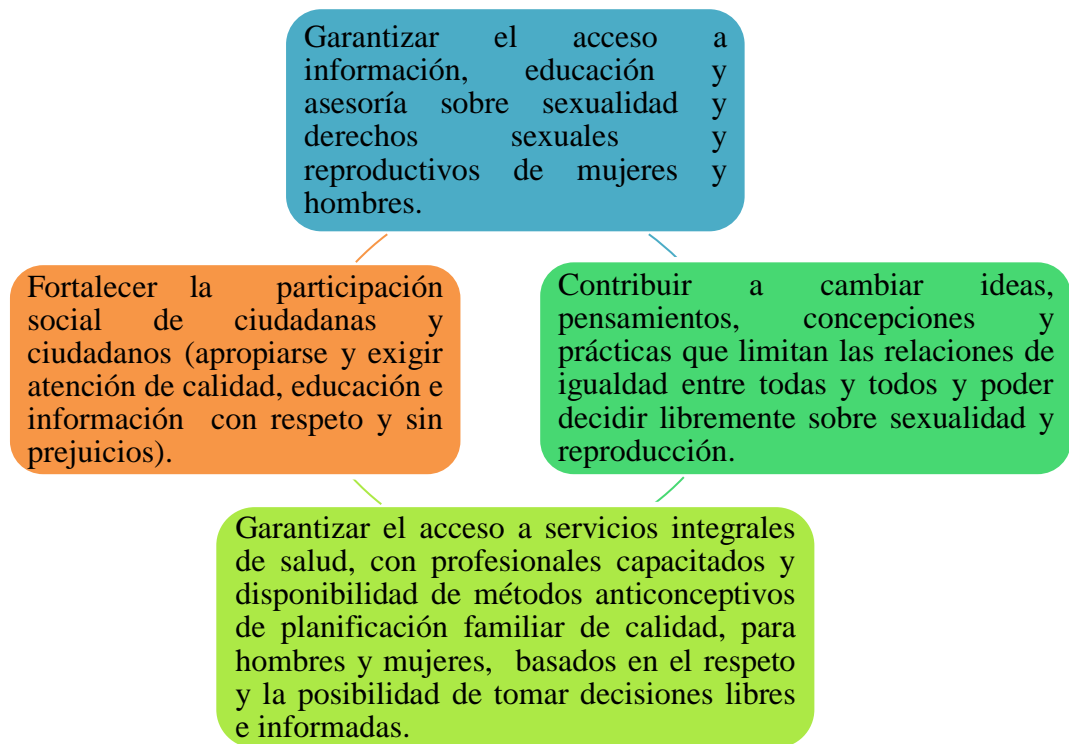 Garantizar el acceso a
información, educación y
asesoría sobre sexualidad y
derechos sexuales y
reproductivos de mujeres y
hombres.
Fortalecer la participación
social de ciudadanas y
ciudadanos (apropiarse y exigir
atención de calidad, educación e
información con respeto y sin
prejuicios).
Contribuir a cambiar ideas,
pensamientos, concepciones y
prácticas que limitan las relaciones de
igualdad entre todas y todos y poder
decidir libremente sobre sexualidad y
reproducción.
Garantizar el acceso a servicios integrales
de salud, con profesionales capacitados y
disponibilidad de métodos anticonceptivos
de planificación familiar de calidad, para
hombres y mujeres, basados en el respeto
y la posibilidad de tomar decisiones libres
e informadas.